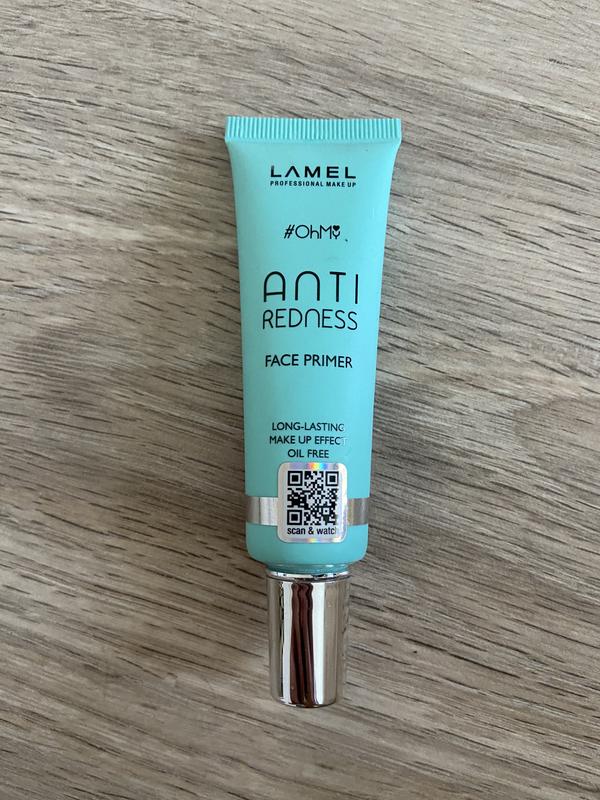 LAMEL
PROFESSIONAL MAKE UP
#OhMy
ANTI
REDNESS
FACE PRIMER
LONG-LASTING
MAKE UP EFFECT
OIL FREE
scan & watch